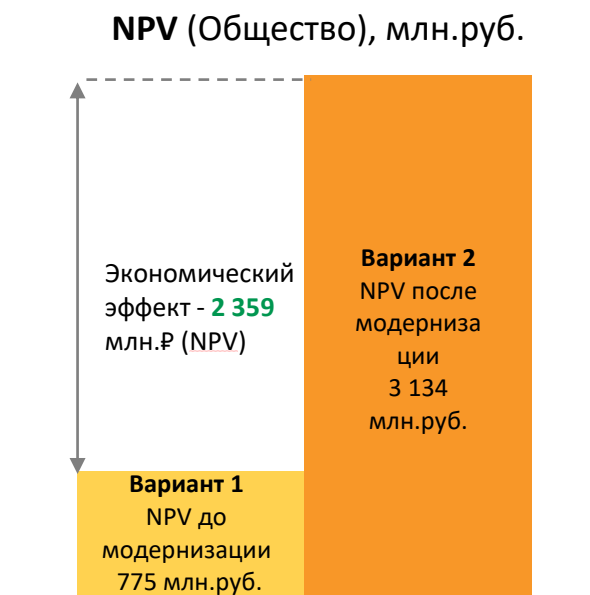 NPV (Общество), млн.руб.
Экономический
эффект - 2 359
млн.₽ (NPV)
Вариант 2
NPV после
модерниза
ции
3 134
млн.руб.
Вариант 1
NPV до
модернизации
775 млн.руб.